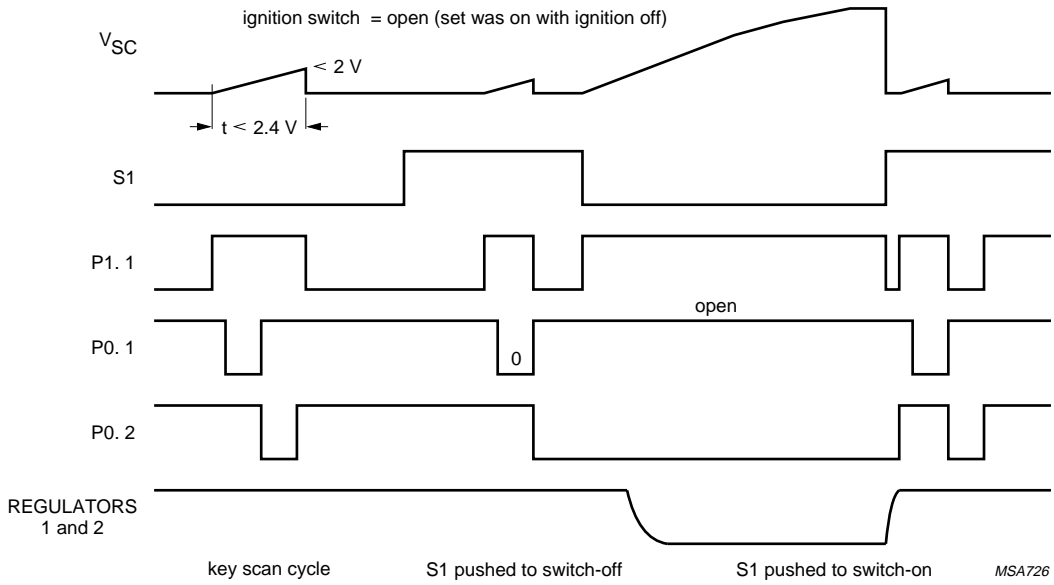 ignition switch = open (set was on with ignition off)
VSC
< 2 V
t < 2.4 V
S1
P1. 1
open
P0. 1
0
P0. 2
REGULATORS
1 and 2
key scan cycle
S1 pushed to switch-off
S1 pushed to switch-on
MSA726